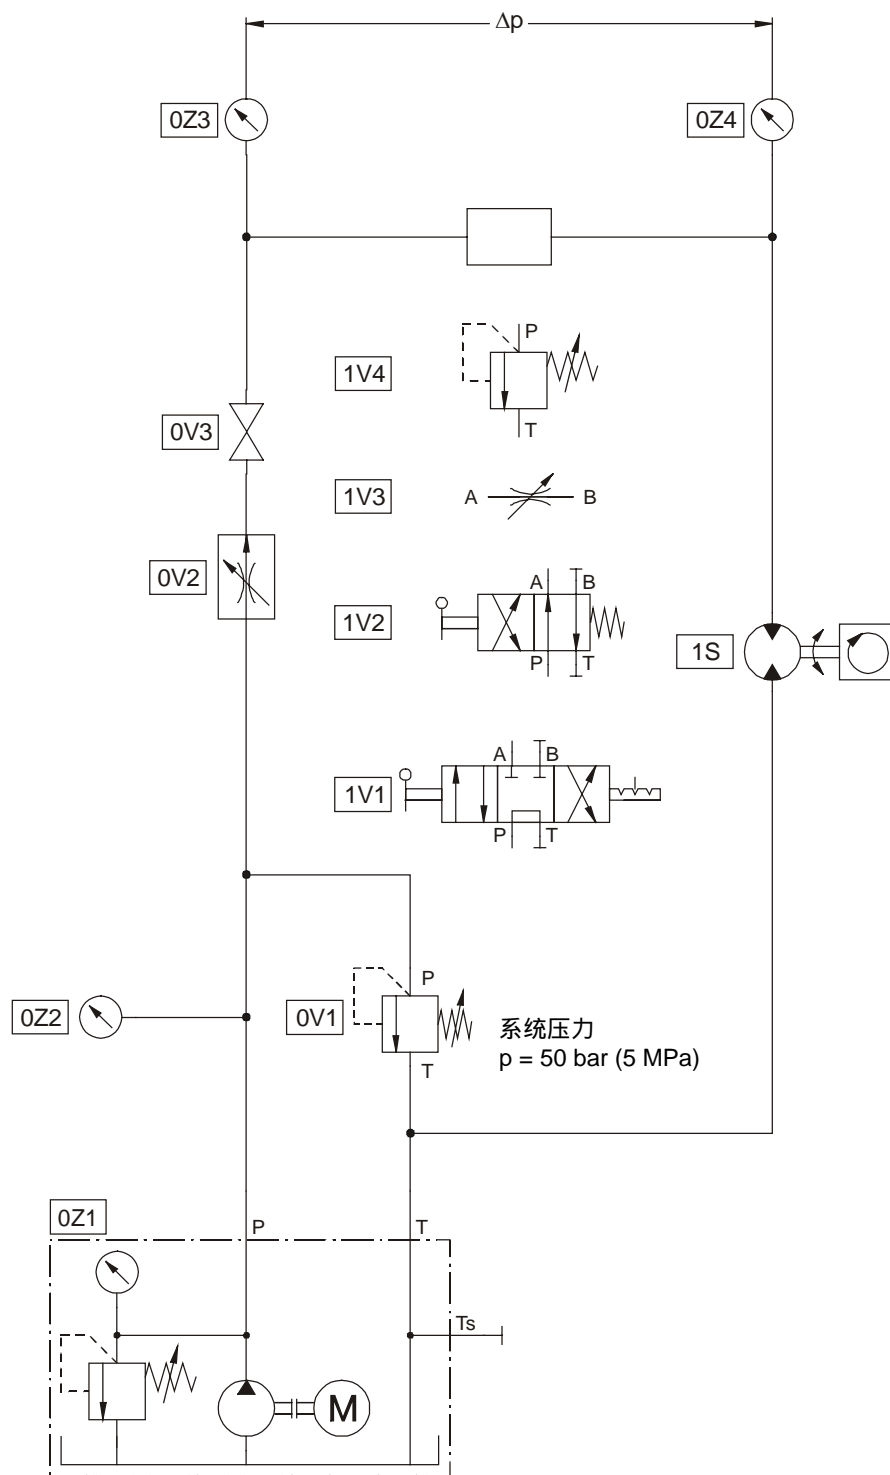 Δp
0Z3
0Z4
P
1V4
T
0V3
1V3
A
B
0V2
A
B
1V2
P
T
1S
A
B
1V1
P
T
P
0Z2
0V1
系统压力
p = 50 bar (5 MPa)
T
0Z1
P
T
Ts
M